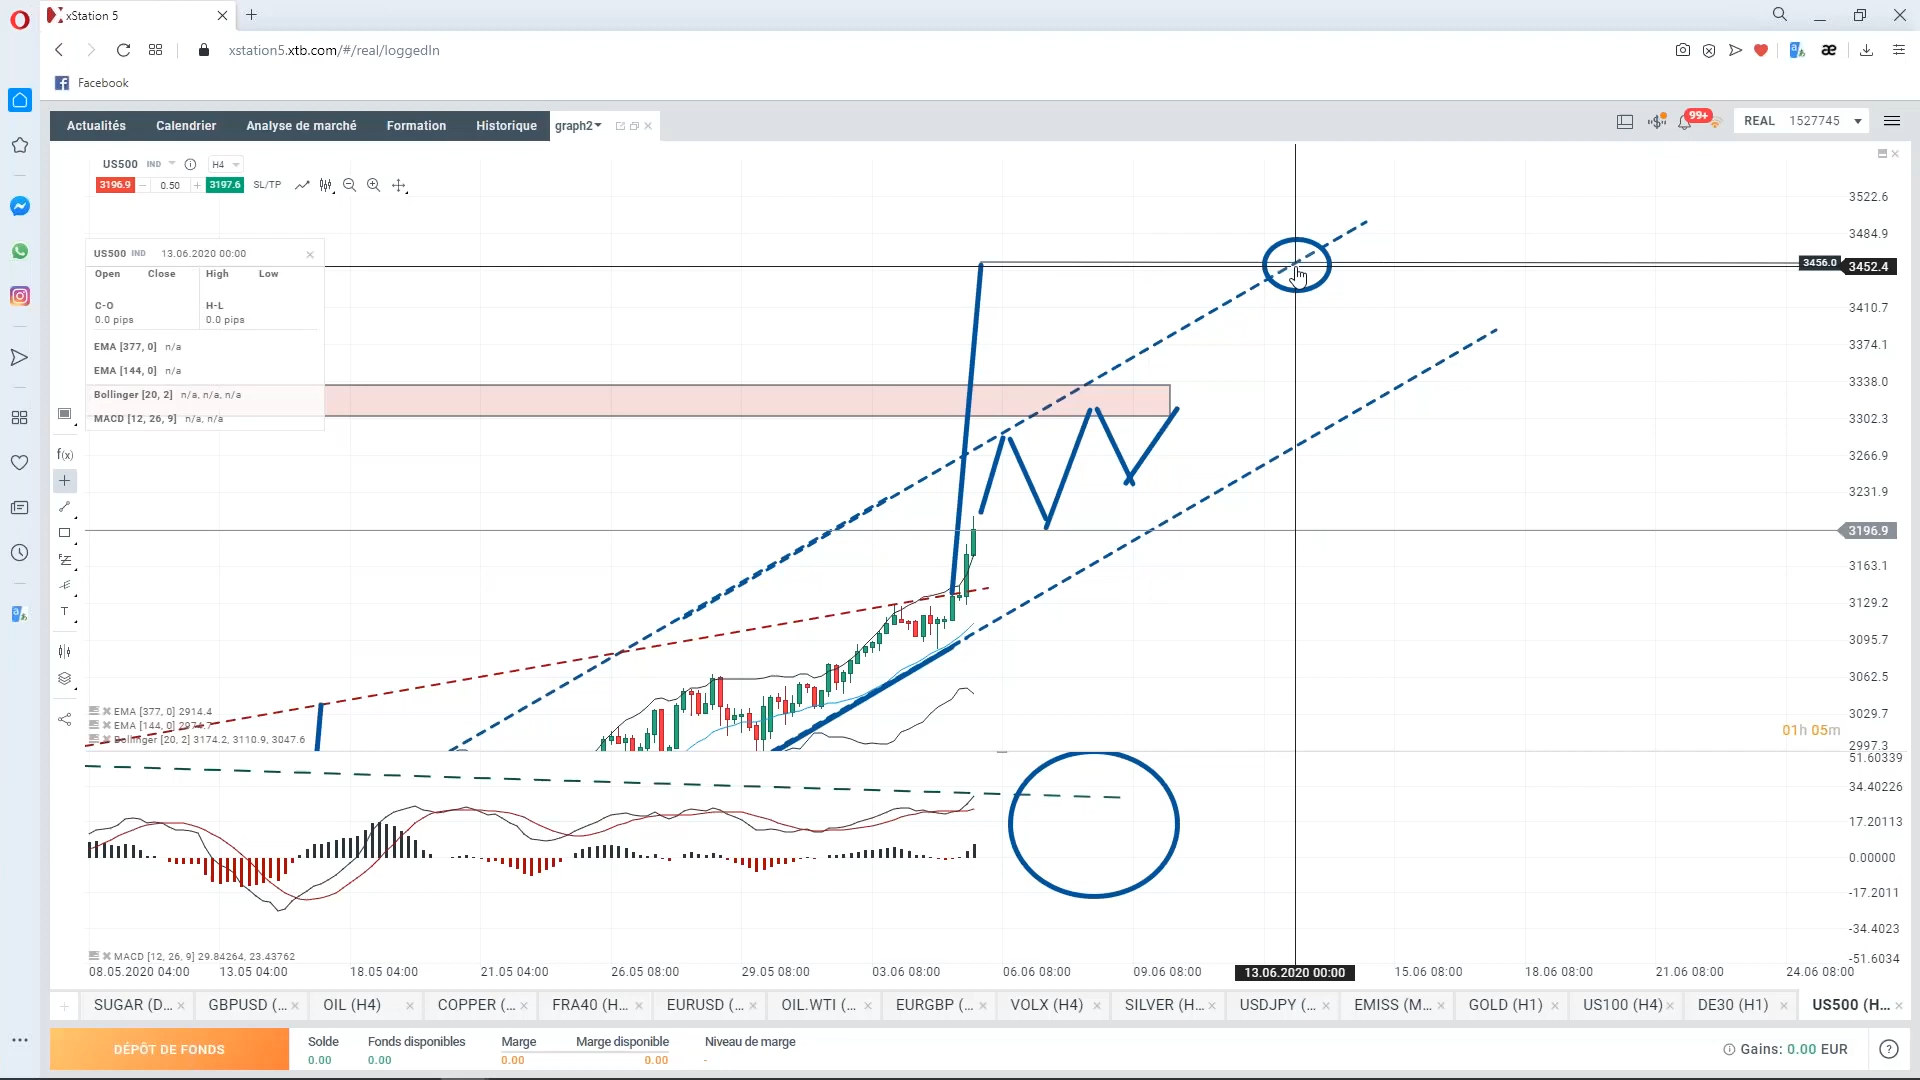 xStation 5
xstation5.xtb.com/#/real/loggedIn
Facebook
Actualités Calendrier Analyse de marché Formation Historique graph2
99+ REAL 1527745
US500 IND H4
3196.9 0.50 3197.6 SL/TP
US500 IND 13.06.2020 00:00
Open Close High Low
C-O H-L
0.0 pips 0.0 pips
EMA [377, 0] n/a
EMA [144, 0] n/a
Bollinger [20, 2] n/a, n/a, n/a
MACD [12, 26, 9] n/a, n/a
f(x)
T
3522.6
3484.9
3456.0 3452.4
3410.7
3374.1
3338.0
3302.3
3266.9
3231.9
3196.9
3163.1
3129.2
3095.7
3062.5
3029.7
2997.3
01h 05m
EMA [377, 0] 2914.4
EMA [144, 0] 2974.7
Bollinger [20, 2] 3174.2, 3110.9, 3047.6
51.60339
34.40226
17.20113
0.00000
-17.2011
-34.4023
-51.6034
MACD [12, 26, 9] 29.84264, 23.43762
08.05.2020 04:00 13.05 04:00 18.05 04:00 21.05 04:00 26.05 08:00 29.05 08:00 03.06 08:00 06.06 08:00 09.06 08:00 13.06.2020 00:00 15.06 08:00 18.06 08:00 21.06 08:00 24.06 08:00
SUGAR (D... GBPUSD (... OIL (H4) COPPER (... FRA40 (H... EURUSD (... OIL.WTI (... EURGBP (... VOLX (H4) SILVER (H... USDJPY (... EMISS (M... GOLD (H1) US100 (H4) DE30 (H1) US500 (H...
DÉPÔT DE FONDS
Solde Fonds disponibles Marge Marge disponible Niveau de marge
0.00 0.00 0.00 0.00 -
Gains: 0.00 EUR